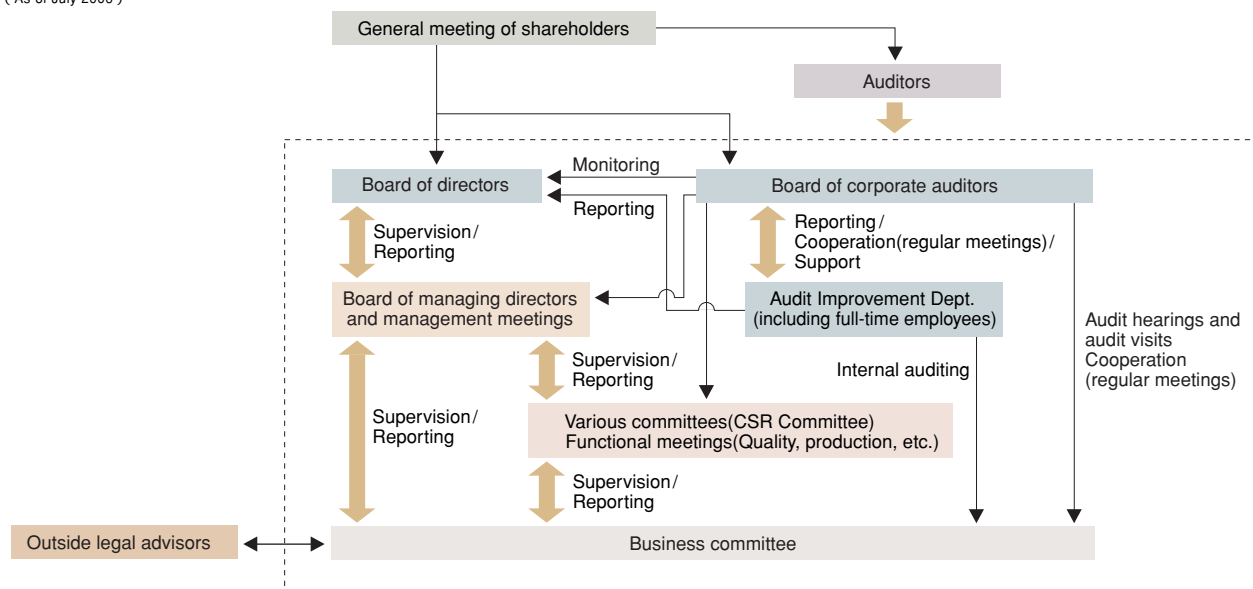 General meeting of shareholders
Auditors
Board of directors
Monitoring
Reporting
Board of corporate auditors
Supervision/
Reporting
Reporting/
Cooperation(regular meetings)/
Support
Board of managing directors
and management meetings
Audit Improvement Dept.
(including full-time employees)
Audit hearings and
audit visits
Cooperation
(regular meetings)
Supervision/
Reporting
Internal auditing
Supervision/
Reporting
Various committees(CSR Committee)
Functional meetings(Quality, production, etc.)
Supervision/
Reporting
Outside legal advisors
Business committee